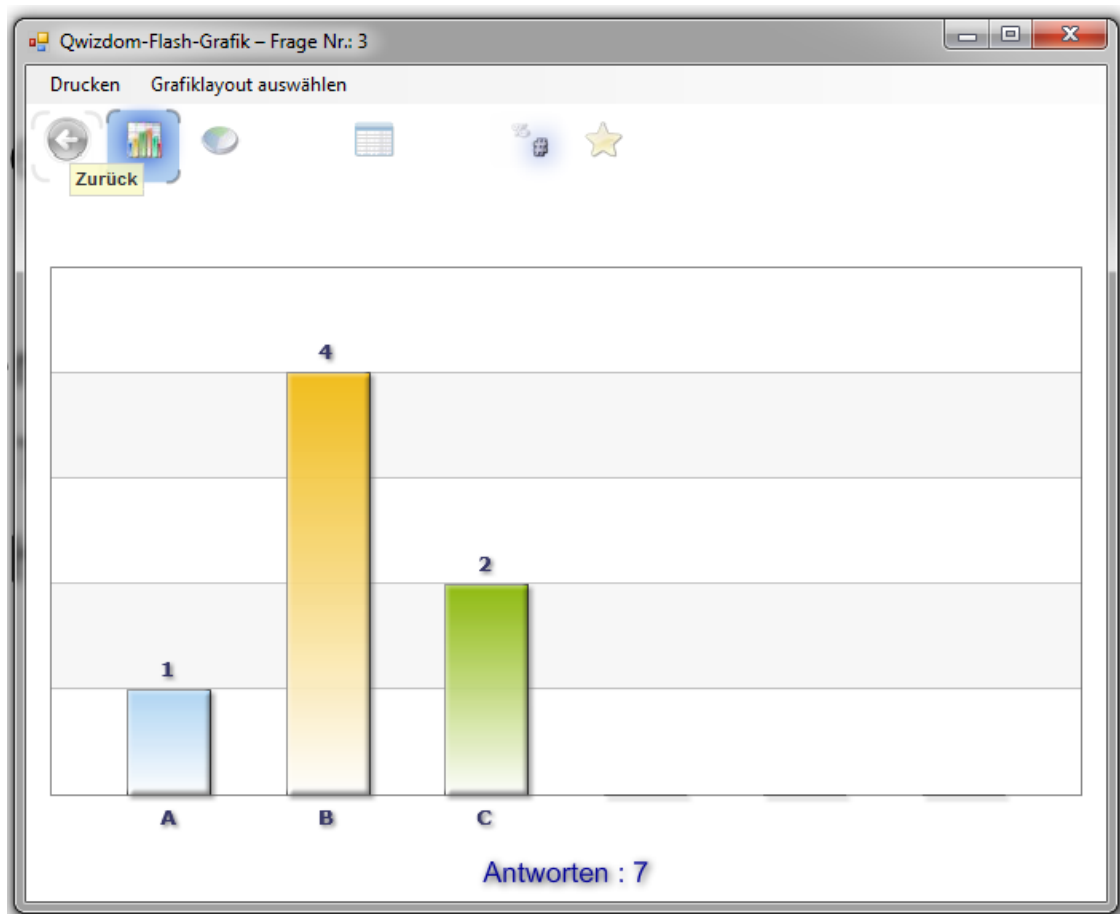 Qwizdom-Flash-Grafik – Frage Nr.: 3
Drucken Grafiklayout auswählen
Zurück
4
2
1
A B C
Antworten : 7